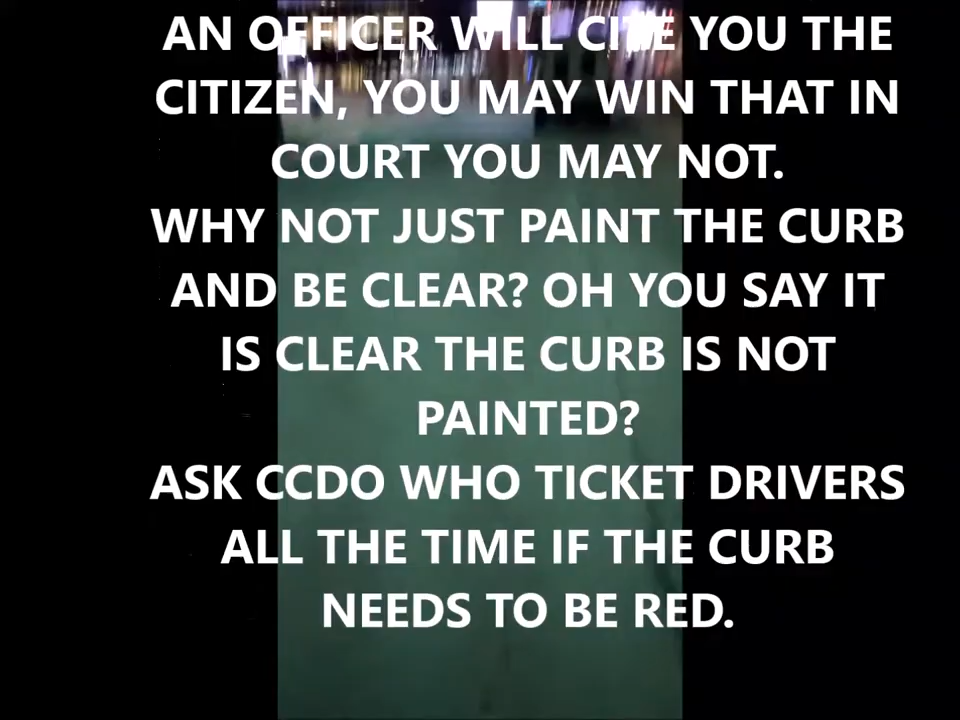 AN OFFICER WILL CITE YOU THE
CITIZEN, YOU MAY WIN THAT IN
COURT YOU MAY NOT.
WHY NOT JUST PAINT THE CURB
AND BE CLEAR? OH YOU SAY IT
IS CLEAR THE CURB IS NOT
PAINTED?
ASK CCDO WHO TICKET DRIVERS
ALL THE TIME IF THE CURB
NEEDS TO BE RED.